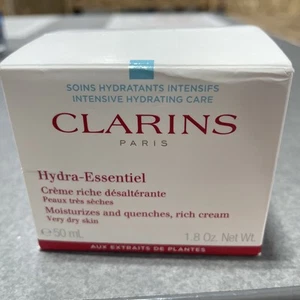 SOINS HYDRATANTS INTENSIFS
INTENSIVE HYDRATING CARE
CLARINS
PARIS
Hydra-Essentiel
Crème riche désaltérante
Peaux très sèches
Moisturizes and quenches, rich cream
Very dry skin
℮ 50 mL 1.8 Oz. Net Wt.
AUX EXTRAITS DE PLANTES